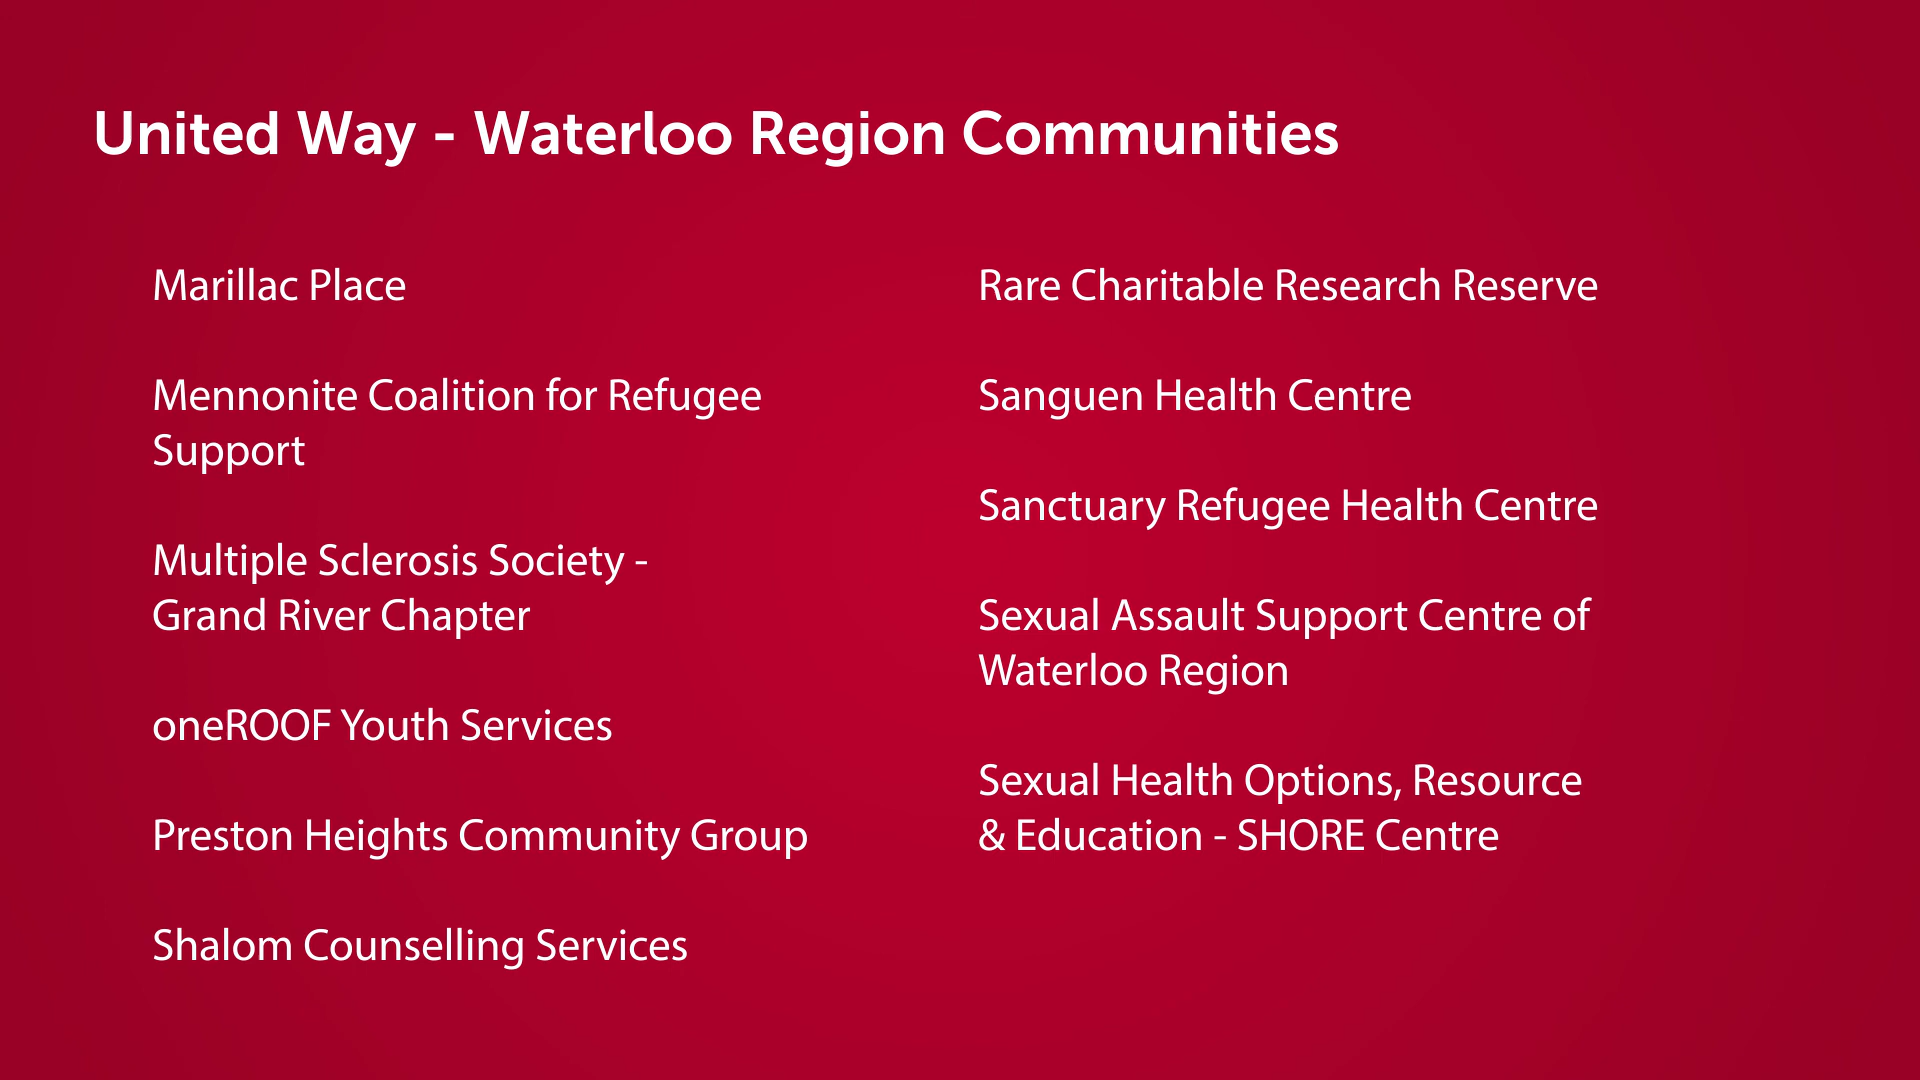 United Way - Waterloo Region Communities
Marillac Place
Mennonite Coalition for Refugee
Support
Multiple Sclerosis Society -
Grand River Chapter
oneROOF Youth Services
Preston Heights Community Group
Shalom Counselling Services
Rare Charitable Research Reserve
Sanguen Health Centre
Sanctuary Refugee Health Centre
Sexual Assault Support Centre of
Waterloo Region
Sexual Health Options, Resource
& Education - SHORE Centre